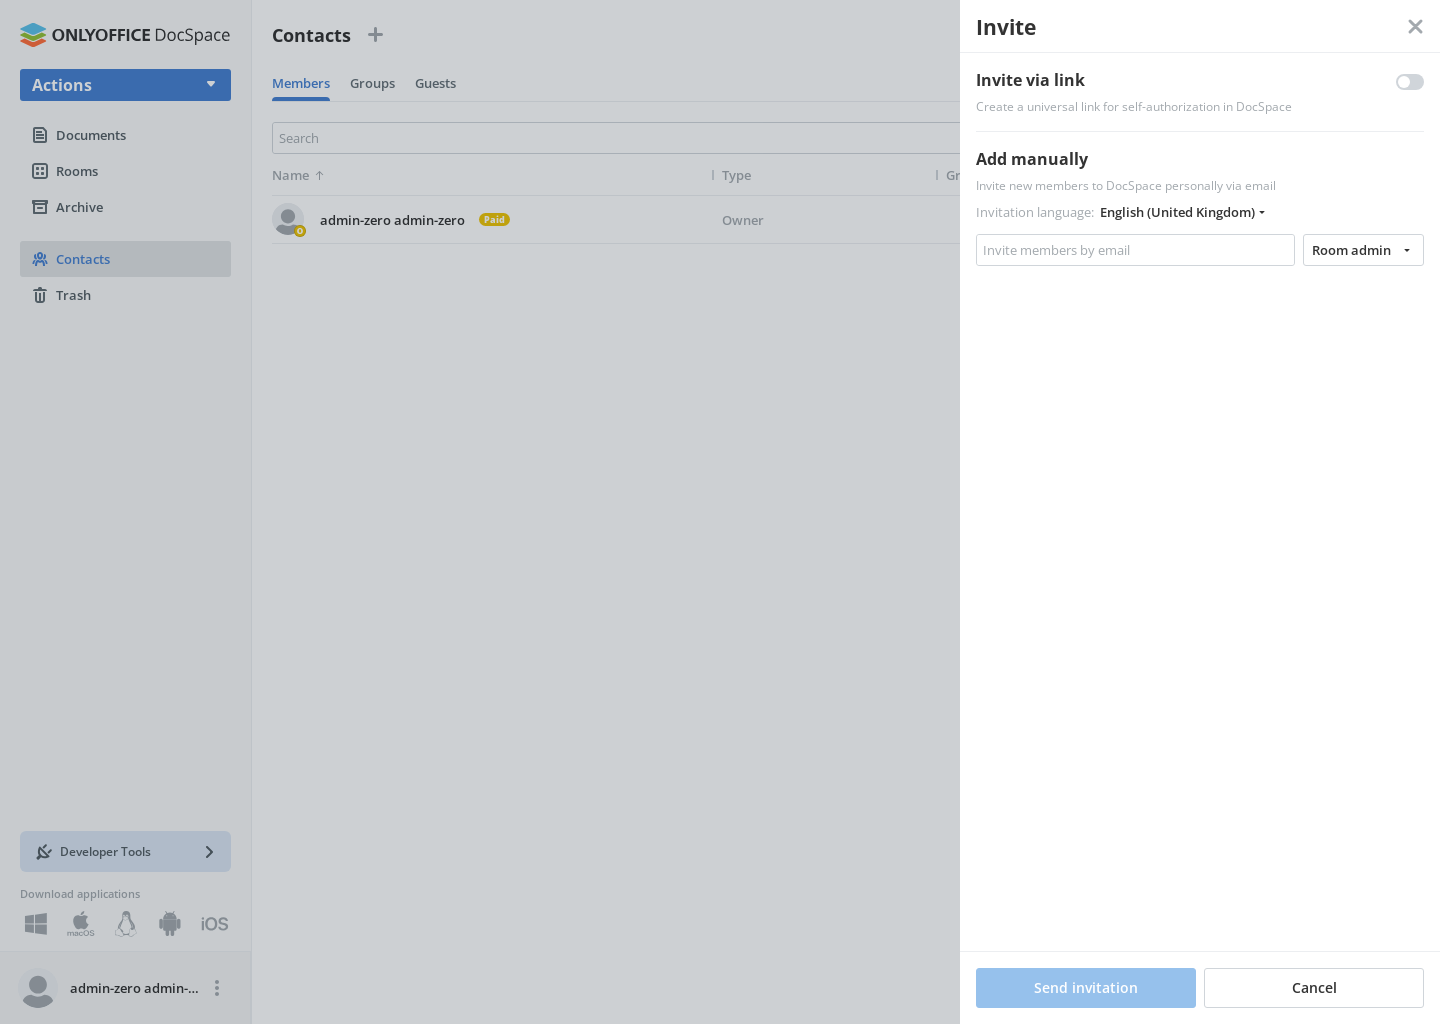 ONLYOFFICE DocSpace
Actions
Documents
Rooms
Archive
Contacts
Trash
Developer Tools
Download applications
macOS
iOS
admin-zero admin-...
Contacts
Members Groups Guests
Search
Name Type Gr
admin-zero admin-zero Paid Owner
Invite
Invite via link
Create a universal link for self-authorization in DocSpace
Add manually
Invite new members to DocSpace personally via email
Invitation language: English (United Kingdom)
Invite members by email Room admin
Send invitation Cancel